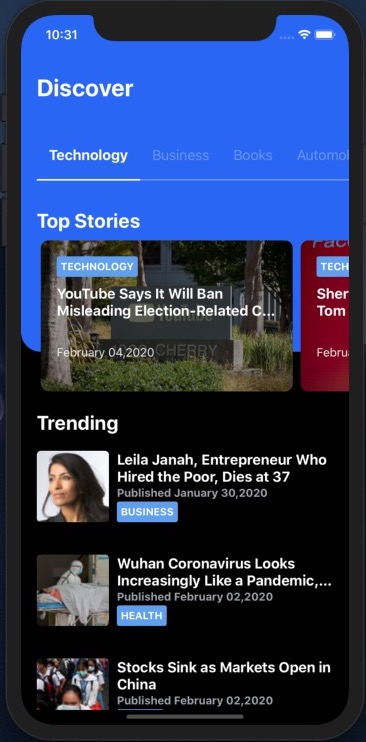 10:31
Discover
Technology Business Books Automo
Top Stories
TECHNOLOGY
YouTube Says It Will Ban
Misleading Election-Related C...
February 04,2020
TECH
Sher
Tom
Febru
Trending
Leila Janah, Entrepreneur Who
Hired the Poor, Dies at 37
Published January 30,2020
BUSINESS
Wuhan Coronavirus Looks
Increasingly Like a Pandemic,...
Published February 02,2020
HEALTH
Stocks Sink as Markets Open in
China
Published February 02,2020